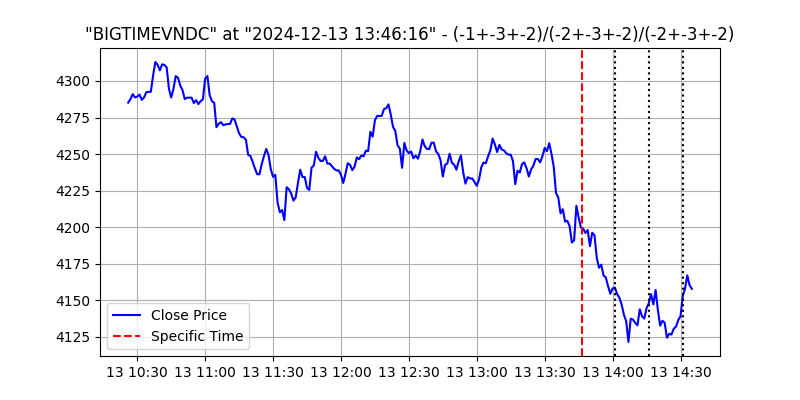 "BIGTIMEVNDC" at "2024-12-13 13:46:16" - (-1+-3+-2)/(-2+-3+-2)/(-2+-3+-2)
4300
4275
4250
4225
4200
4175
4150
4125
Close Price
Specific Time
13 10:30 13 11:00 13 11:30 13 12:00 13 12:30 13 13:00 13 13:30 13 14:00 13 14:30